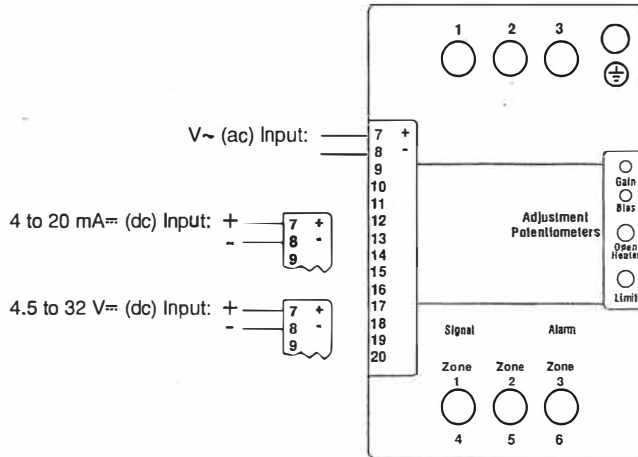 1 2 3
V~ (ac) Input:
7 +
8 -
9
10
11
12
13
14
15
16
17
18
19
20
4 to 20 mA⎓ (dc) Input: +
-
7 +
8 -
9
4.5 to 32 V⎓ (dc) Input: +
-
7 +
8 -
9
Adjustment
Potentiometers
Gain
Bias
Open
Heater
Limit
Signal Alarm
Zone Zone Zone
1 2 3
4 5 6